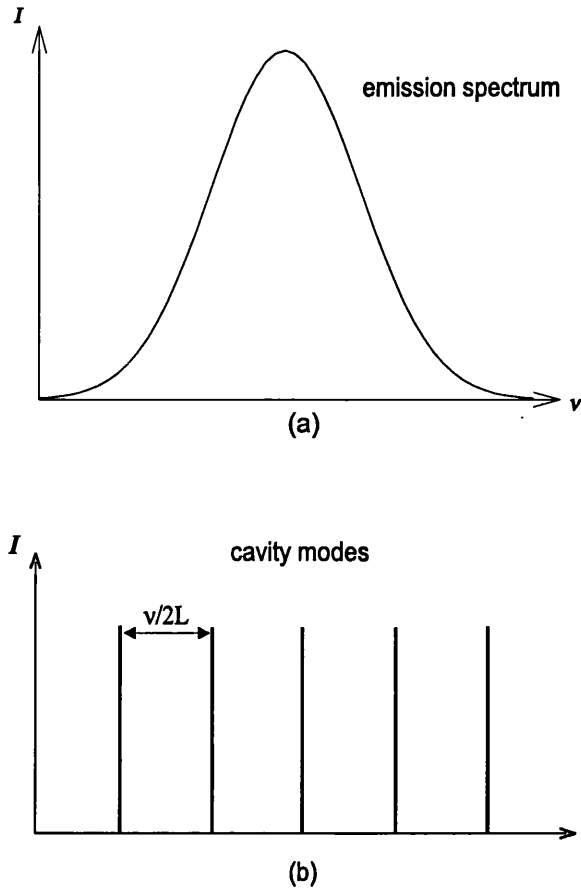 I
emission spectrum
ν
(a)
I
cavity modes
ν/2L
(b)